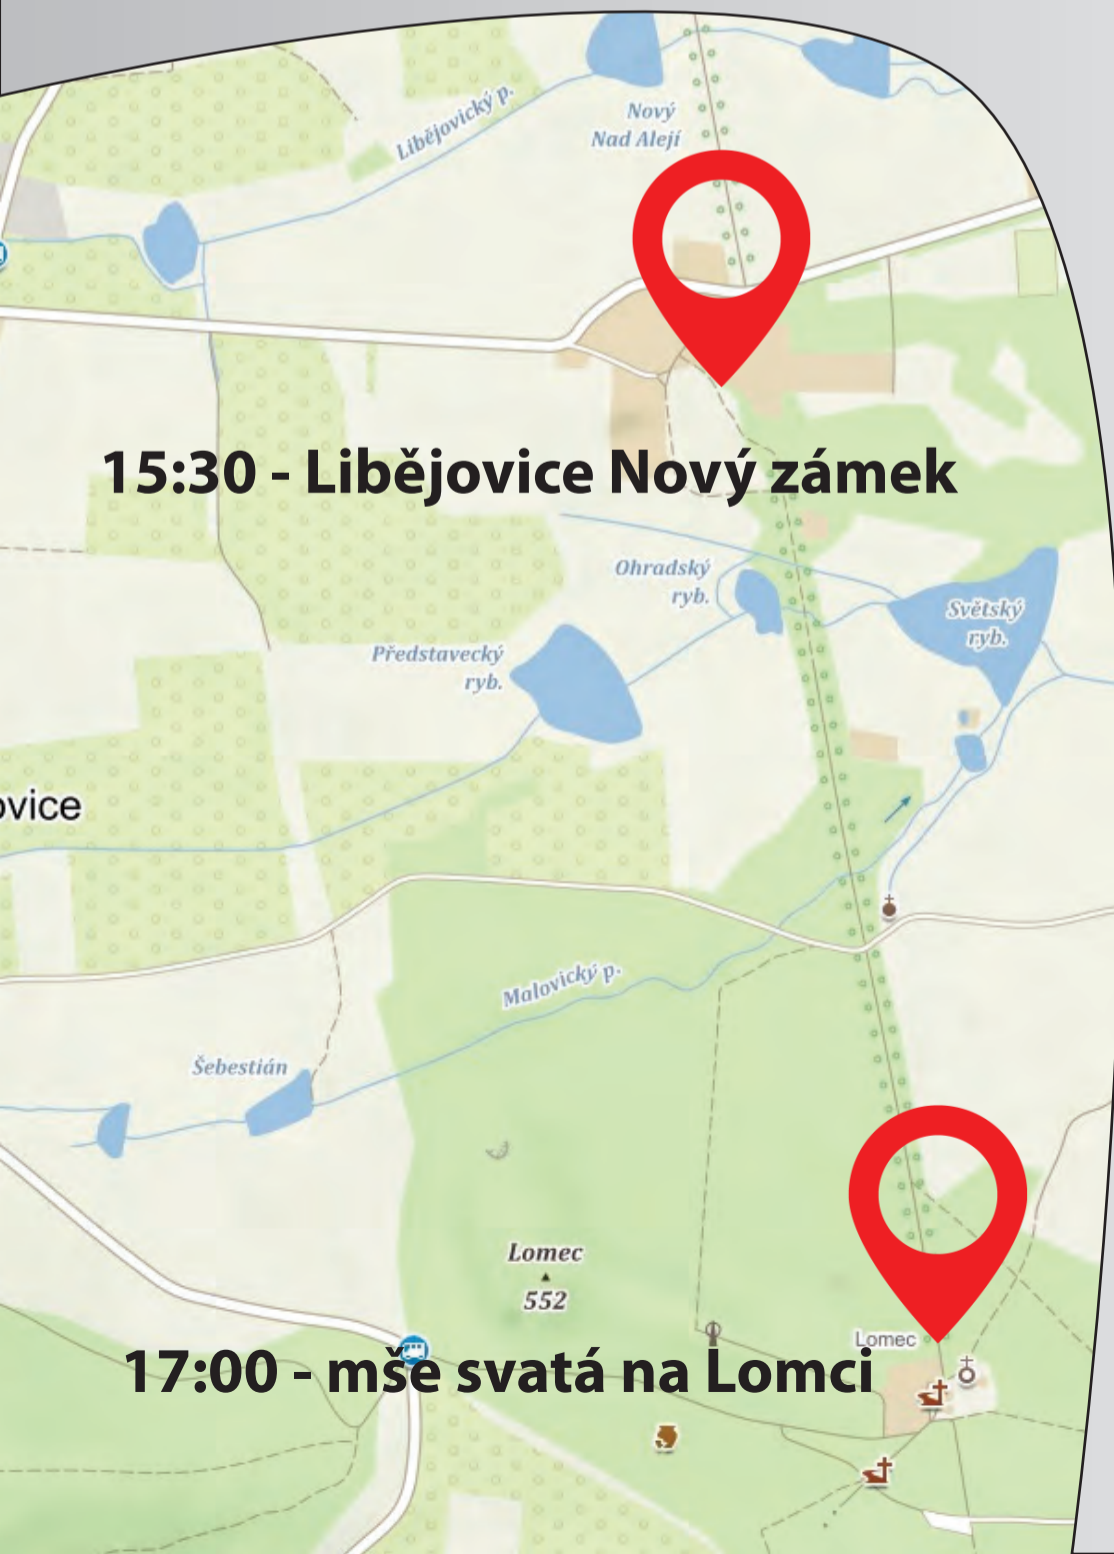 Libějovický p.
Nový
Nad Alejí
15:30 - Libějovice Nový zámek
Ohradský
ryb.
Světský
ryb.
Představecký
ryb.
ovice
Malovický p.
Šebestián
Lomec
552
Lomec
17:00 - mše svatá na Lomci